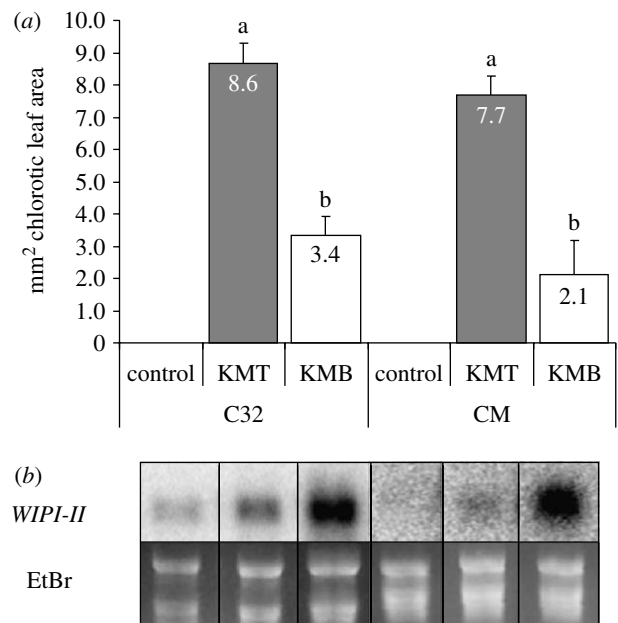 (a)
10.0
9.0
8.0
7.0
6.0
5.0
4.0
3.0
2.0
1.0
0
mm² chlorotic leaf area
a
8.6
b
3.4
a
7.7
b
2.1
control KMT KMB control KMT KMB
C32 CM
(b)
WIPI-II
EtBr